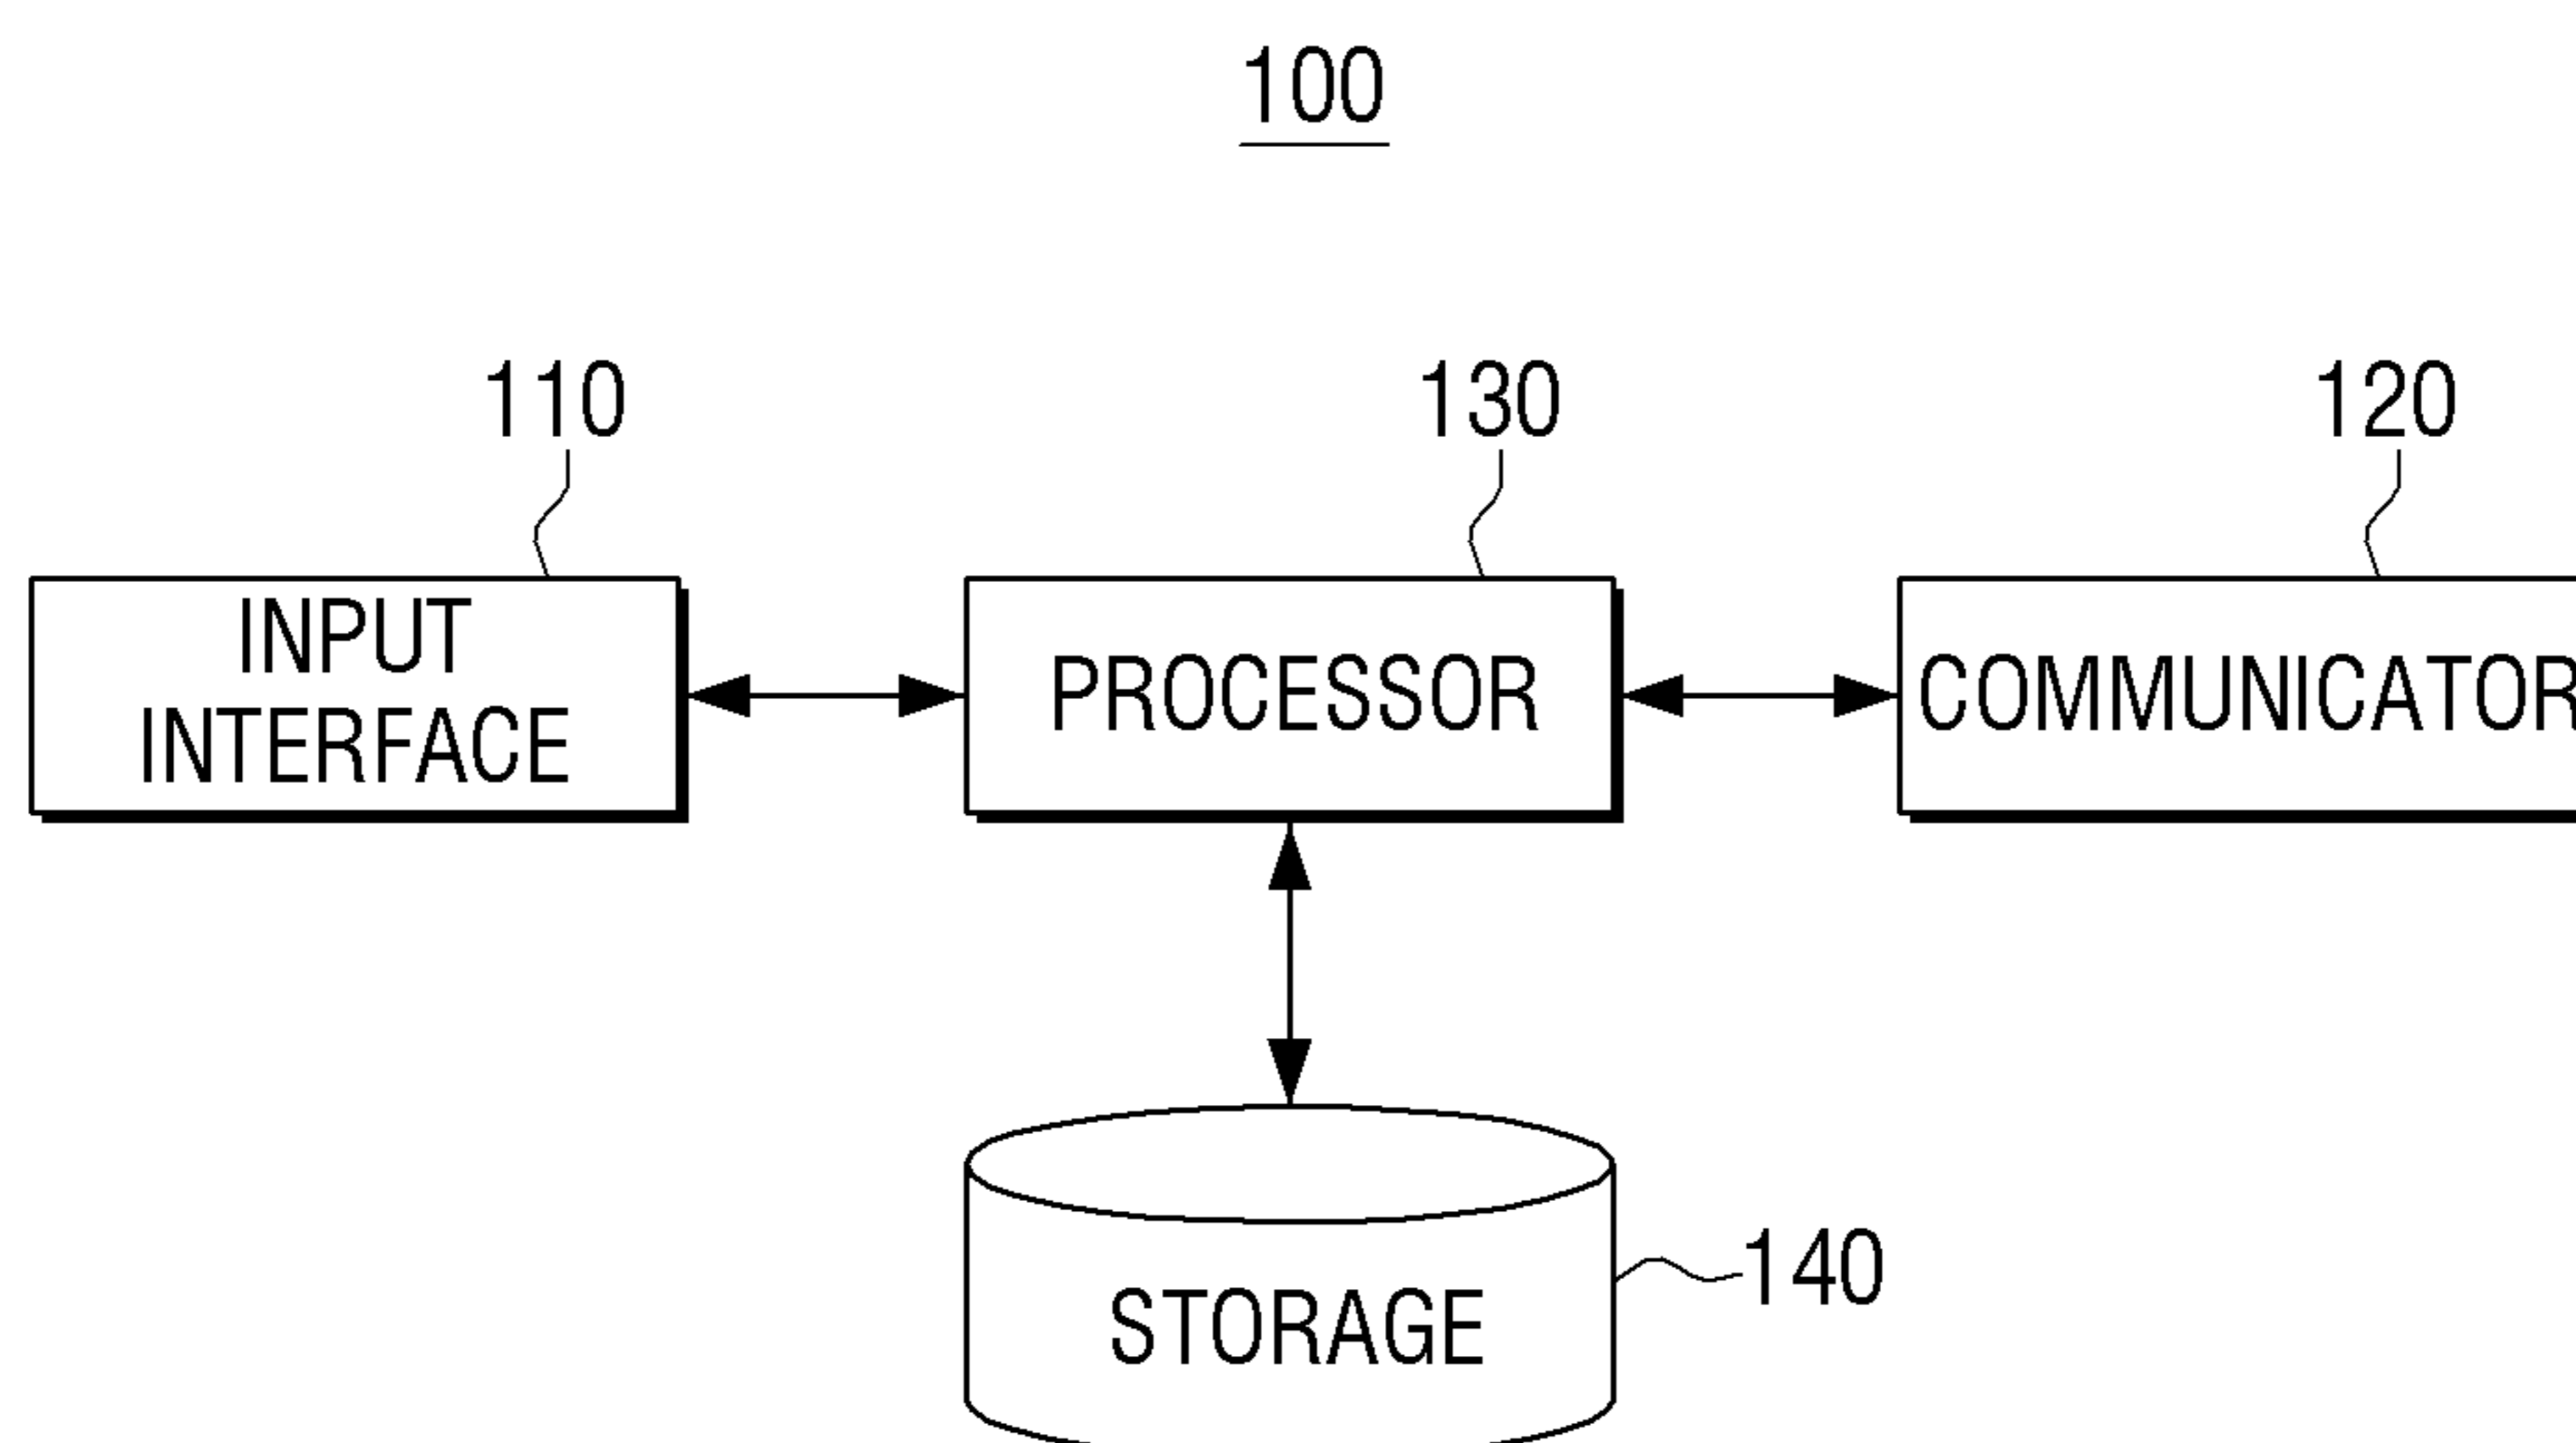 100
110
130
120
INPUT
INTERFACE
PROCESSOR
COMMUNICATOR
STORAGE
140